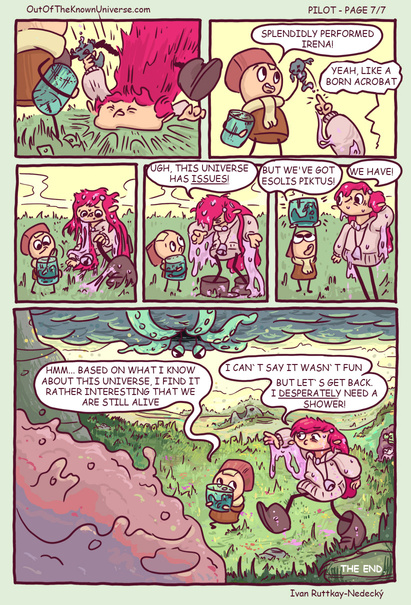 OutOfTheKnownUniverse.com
PILOT - PAGE 7/7
SPLENDIDLY PERFORMED
IRENA!
YEAH, LIKE A
BORN ACROBAT
UGH, THIS UNIVERSE
HAS ISSUES!
BUT WE'VE GOT
ESOLIS PIKTUS!
WE HAVE!
HMM... BASED ON WHAT I KNOW
ABOUT THIS UNIVERSE, I FIND IT
RATHER INTERESTING THAT WE
ARE STILL ALIVE
I CAN`T SAY IT WASN`T FUN
BUT LET`S GET BACK.
I DESPERATELY NEED A
SHOWER!
THE END
Ivan Ruttkay-Nedecký